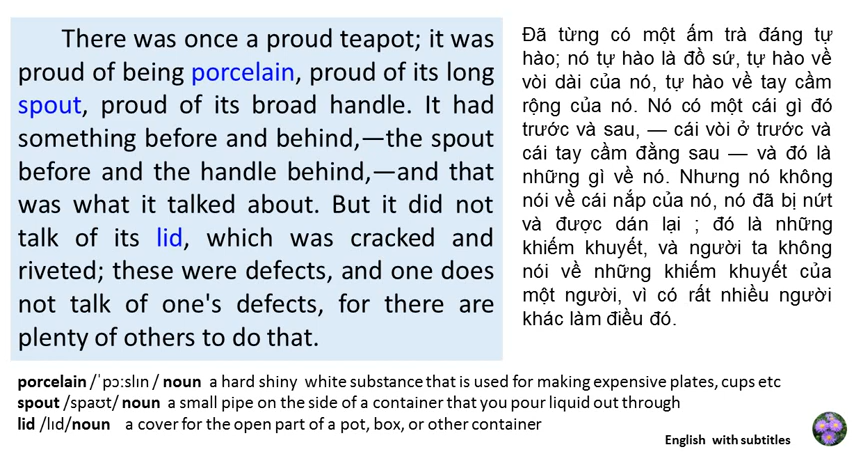 There was once a proud teapot; it was
proud of being porcelain, proud of its long
spout, proud of its broad handle. It had
something before and behind,—the spout
before and the handle behind,—and that
was what it talked about. But it did not
talk of its lid, which was cracked and
riveted; these were defects, and one does
not talk of one's defects, for there are
plenty of others to do that.
Đã từng có một ấm trà đáng tự
hào; nó tự hào là đồ sứ, tự hào về
vòi dài của nó, tự hào về tay cầm
rộng của nó. Nó có một cái gì đó
trước và sau, — cái vòi ở trước và
cái tay cầm đằng sau — và đó là
những gì về nó. Nhưng nó không
nói về cái nắp của nó, nó đã bị nứt
và được dán lại ; đó là những
khiếm khuyết, và người ta không
nói về những khiếm khuyết của
một người, vì có rất nhiều người
khác làm điều đó.
porcelain /ˈpɔːslɪn / noun a hard shiny white substance that is used for making expensive plates, cups etc
spout /spaʊt/ noun a small pipe on the side of a container that you pour liquid out through
lid /lɪd/noun a cover for the open part of a pot, box, or other container
English with subtitles